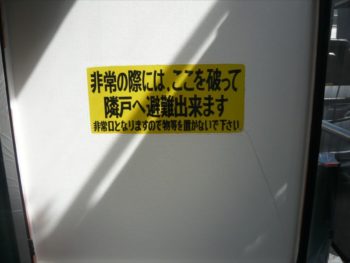 非常の際には、ここを破って
隣戸へ避難出来ます
非常口となりますので物等を置かないで下さい